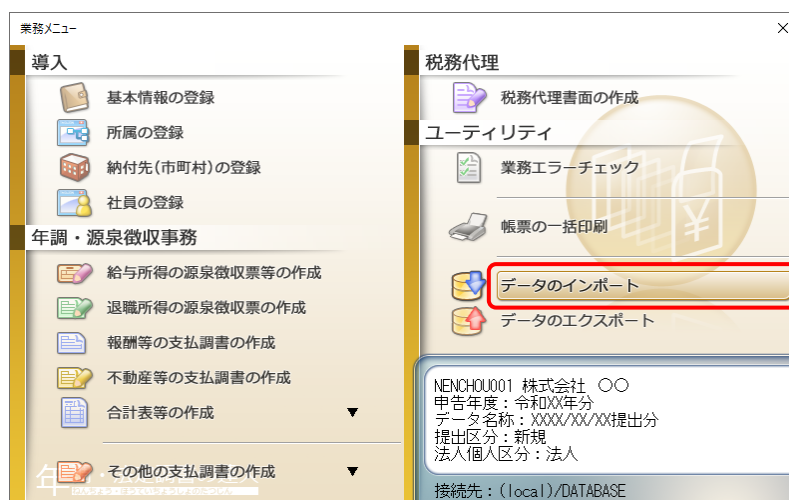 業務メニュー
導入
基本情報の登録
所属の登録
納付先(市町村)の登録
社員の登録
年調・源泉徴収事務
給与所得の源泉徴収票等の作成
退職所得の源泉徴収票の作成
報酬等の支払調書の作成
不動産等の支払調書の作成
合計表等の作成 ▼
その他の支払調書の作成 ▼
税務代理
税務代理書面の作成
ユーティリティ
業務エラーチェック
帳票の一括印刷
データのインポート
データのエクスポート
NENCHOU001 株式会社 〇〇
申告年度:令和XX年分
データ名称:XXXX/XX/XX提出分
提出区分:新規
法人個人区分:法人
接続先:(local)/DATABASE